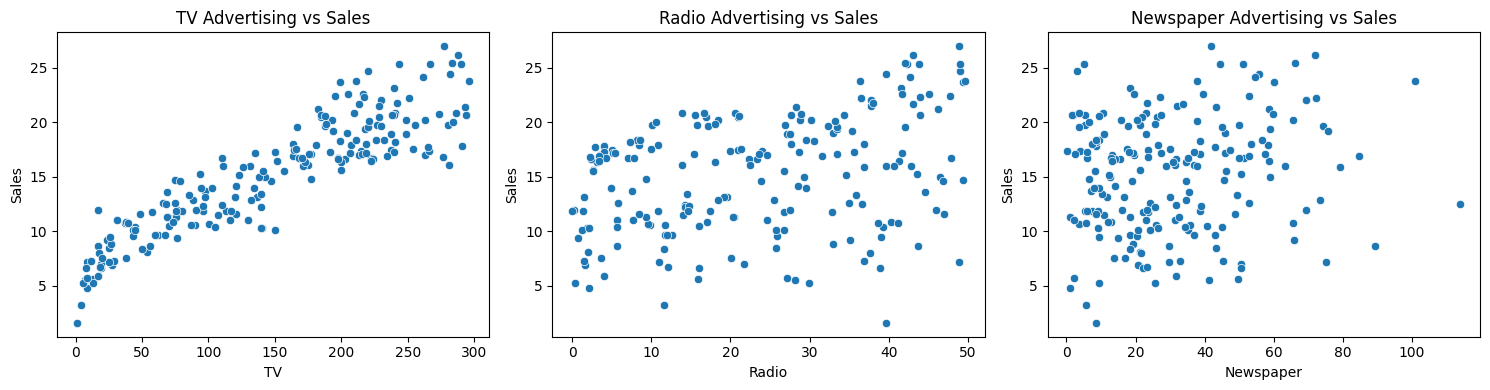 TV Advertising vs Sales
Sales
25
20
15
10
5
0 50 100 150 200 250 300
TV
Radio Advertising vs Sales
Sales
25
20
15
10
5
0 10 20 30 40 50
Radio
Newspaper Advertising vs Sales
Sales
25
20
15
10
5
0 20 40 60 80 100
Newspaper